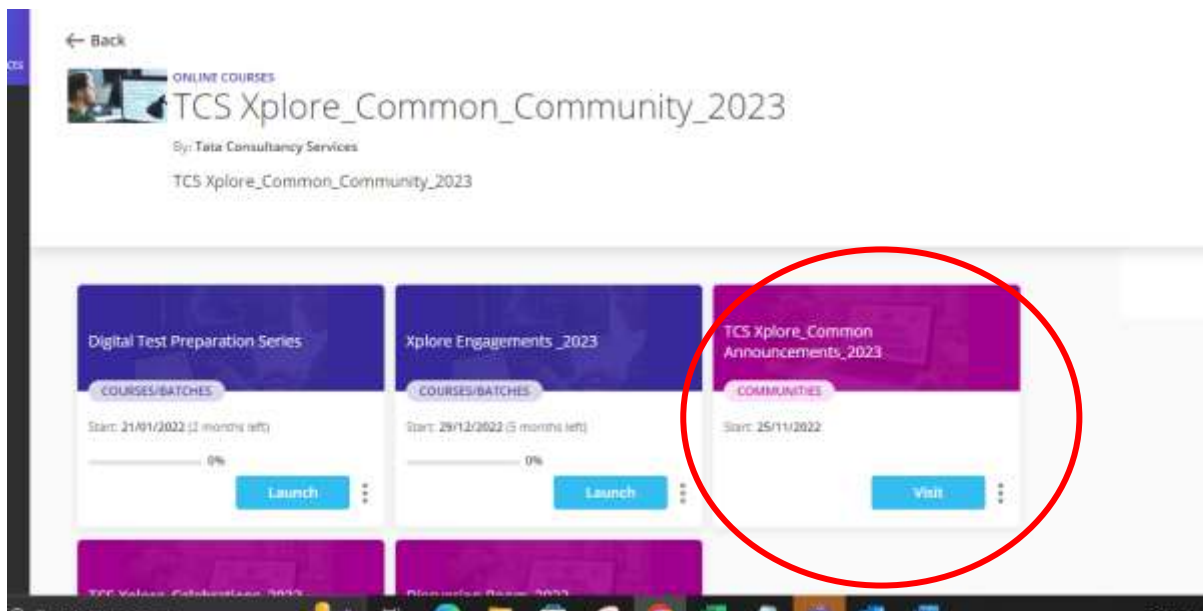 ← Back
ONLINE COURSES
TCS Xplore_Common_Community_2023
By: Tata Consultancy Services
TCS Xplore_Common_Community_2023
Digital Test Preparation Series
COURSES/BATCHES
Start: 21/01/2022 (2 months left)
0%
Launch
Xplore Engagements _2023
COURSES/BATCHES
Start: 29/12/2022 (5 months left)
0%
Launch
TCS Xplore_Common
Announcements_2023
COMMUNITIES
Start: 25/11/2022
Visit